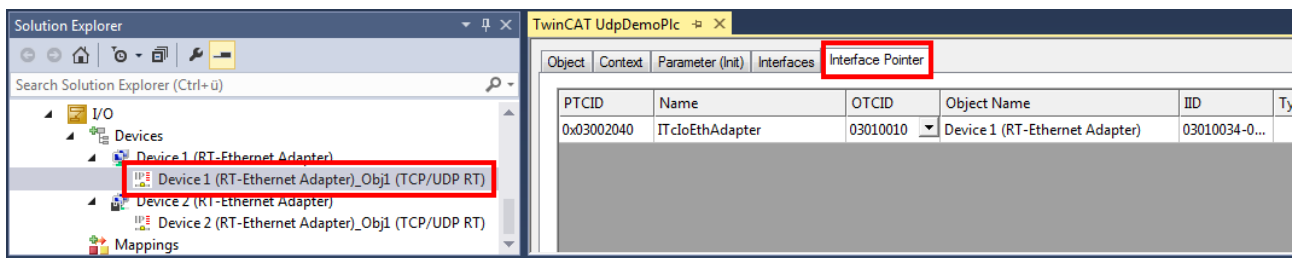 Solution Explorer
Search Solution Explorer (Ctrl+ü)
I/O
Devices
Device 1 (RT-Ethernet Adapter)
Device 1 (RT-Ethernet Adapter)_Obj1 (TCP/UDP RT)
Device 2 (RT-Ethernet Adapter)
Device 2 (RT-Ethernet Adapter)_Obj1 (TCP/UDP RT)
Mappings
TwinCAT UdpDemoPlc
Object Context Parameter (Init) Interfaces Interface Pointer
PTCID Name OTCID Object Name IID Ty
0x03002040 ITcIoEthAdapter 03010010 Device 1 (RT-Ethernet Adapter) 03010034-0...